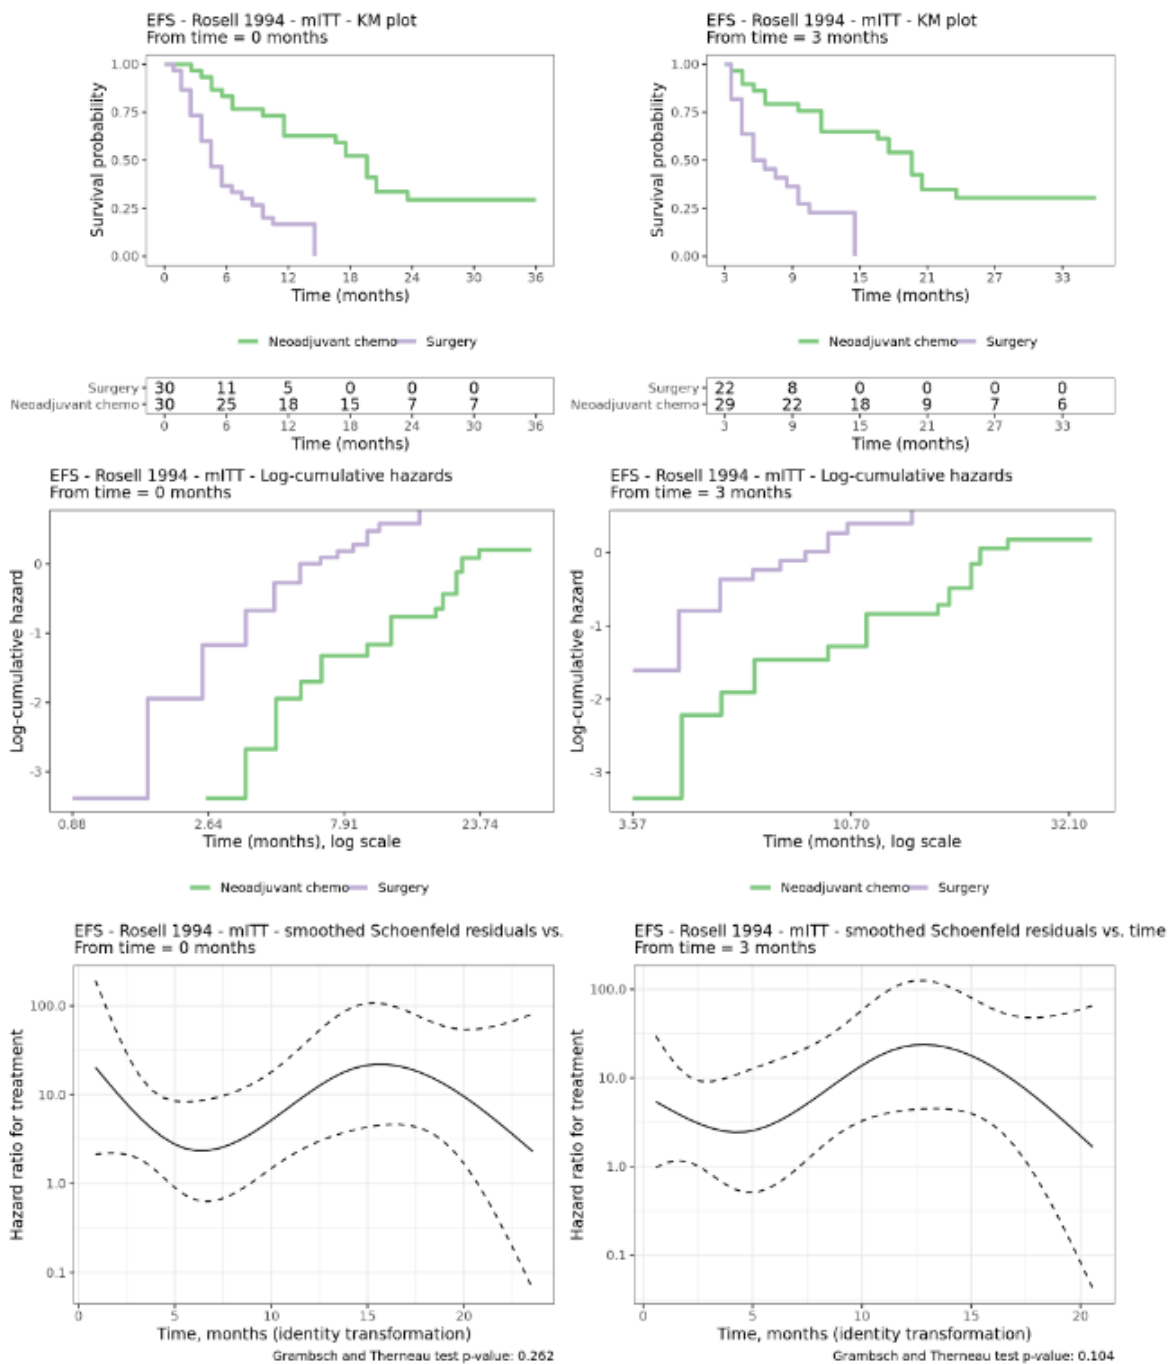 EFS - Rosell 1994 - mITT - KM plot
From time = 0 months
Survival probability
1.00
0.75
0.50
0.25
0.00
0 6 12 18 24 30 36
Time (months)
Neoadjuvant chemo Surgery
Surgery 30 11 5 0 0 0
Neoadjuvant chemo 30 25 18 15 7 7
0 6 12 18 24 30 36
Time (months)
EFS - Rosell 1994 - mITT - KM plot
From time = 3 months
Survival probability
1.00
0.75
0.50
0.25
0.00
3 9 15 21 27 33
Time (months)
Neoadjuvant chemo Surgery
Surgery 22 8 0 0 0 0
Neoadjuvant chemo 29 22 18 9 7 6
3 9 15 21 27 33
Time (months)
EFS - Rosell 1994 - mITT - Log-cumulative hazards
From time = 0 months
Log-cumulative hazard
0
-1
-2
-3
0.88 2.64 7.91 23.74
Time (months), log scale
Neoadjuvant chemo Surgery
EFS - Rosell 1994 - mITT - Log-cumulative hazards
From time = 3 months
Log-cumulative hazard
0
-1
-2
-3
3.57 10.70 32.10
Time (months), log scale
Neoadjuvant chemo Surgery
EFS - Rosell 1994 - mITT - smoothed Schoenfeld residuals vs.
From time = 0 months
Hazard ratio for treatment
100.0
10.0
1.0
0.1
0 5 10 15 20
Time, months (identity transformation)
Grambsch and Therneau test p-value: 0.262
EFS - Rosell 1994 - mITT - smoothed Schoenfeld residuals vs. time
From time = 3 months
Hazard ratio for treatment
100.0
10.0
1.0
0.1
0 5 10 15 20
Time, months (identity transformation)
Grambsch and Therneau test p-value: 0.104